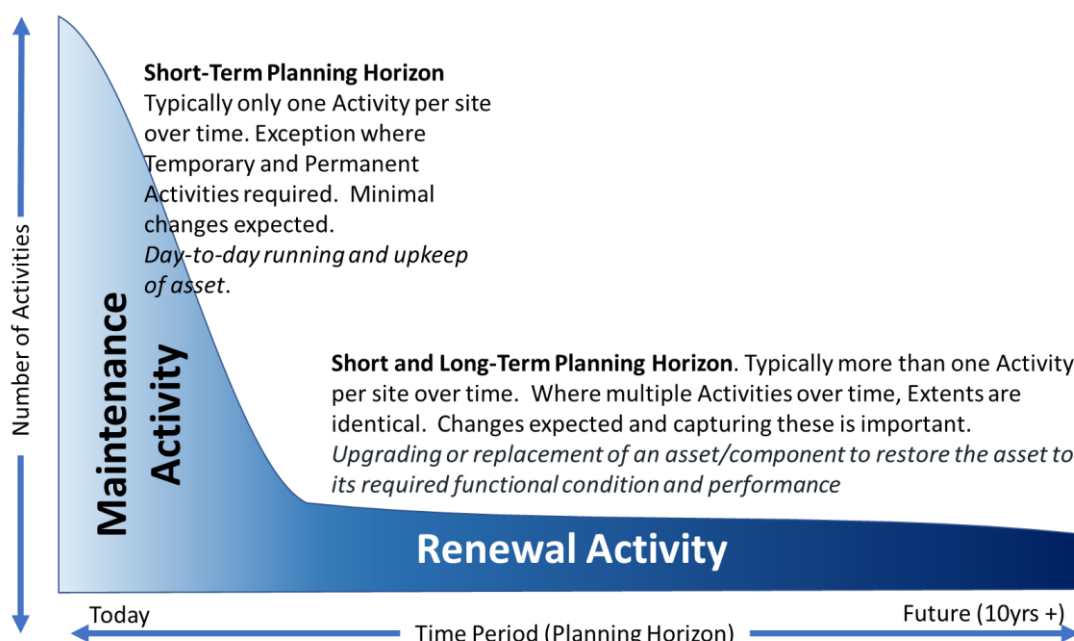 Short-Term Planning Horizon
Typically only one Activity per site
over time. Exception where
Temporary and Permanent
Activities required.  Minimal
changes expected.
Day-to-day running and upkeep
of asset.
Number of Activities
Maintenance
Activity
Short and Long-Term Planning Horizon. Typically more than one Activity
per site over time.  Where multiple Activities over time, Extents are
identical.  Changes expected and capturing these is important.
Upgrading or replacement of an asset/component to restore the asset to
its required functional condition and performance
Renewal Activity
Today
Future (10yrs +)
Time Period (Planning Horizon)